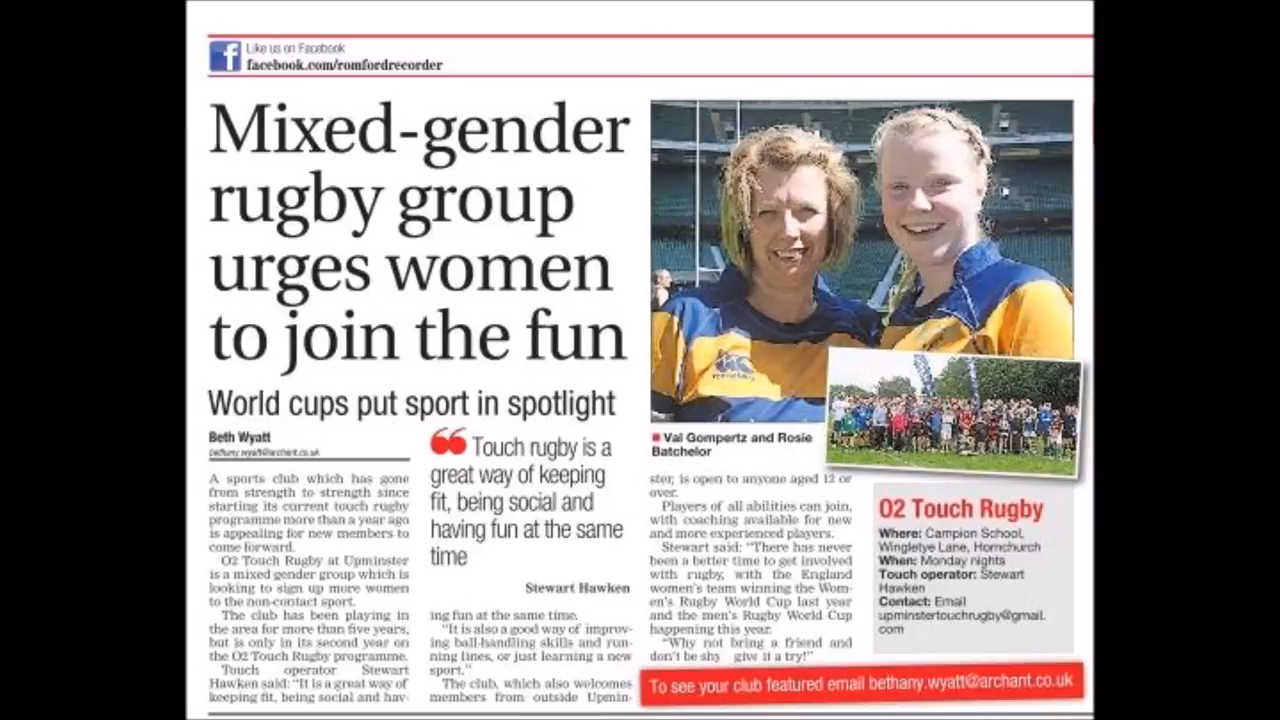 Like us on Facebook
facebook.com/romfordrecorder
Mixed-gender
rugby group
urges women
to join the fun
World cups put sport in spotlight
Beth Wyatt
bethany.wyatt@archant.co.uk
A sports club which has gone
from strength to strength since
starting its current touch rugby
programme more than a year ago
is appealing for new members to
come forward.
O2 Touch Rugby at Upminster
is a mixed gender group which is
looking to sign up more women
to the non-contact sport.
The club has been playing in
the area for more than five years,
but is only in its second year on
the O2 Touch Rugby programme.
Touch operator Stewart
Hawken said: "It is a great way of
keeping fit, being social and hav-
Touch rugby is a
great way of keeping
fit, being social and
having fun at the same
time
Stewart Hawken
ing fun at the same time.
"It is also a good way of improv-
ing ball-handling skills and run-
ning lines, or just learning a new
sport."
The club, which also welcomes
members from outside Upmin-
Val Gompertz and Rosie
Batchelor
ster, is open to anyone aged 12 or
over.
Players of all abilities can join,
with coaching available for new
and more experienced players.
Stewart said: "There has never
been a better time to get involved
with rugby, with the England
women's team winning the Wom-
en's Rugby World Cup last year
and the men's Rugby World Cup
happening this year.
"Why not bring a friend and
don't be shy give it a try!"
O2 Touch Rugby
Where: Campion School,
Wingletye Lane, Hornchurch
When: Monday nights
Touch operator: Stewart
Hawken
Contact: Email
upminstertouchrugby@gmail.
com
To see your club featured email bethany.wyatt@archant.co.uk